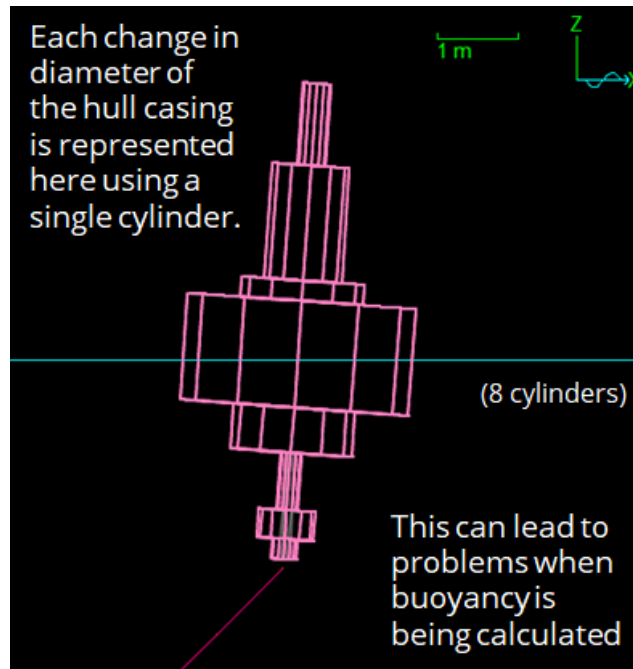 Each change in
diameter of
the hull casing
is represented
here using a
single cylinder.
1 m
Z
X
(8 cylinders)
This can lead to
problems when
buoyancy is
being calculated